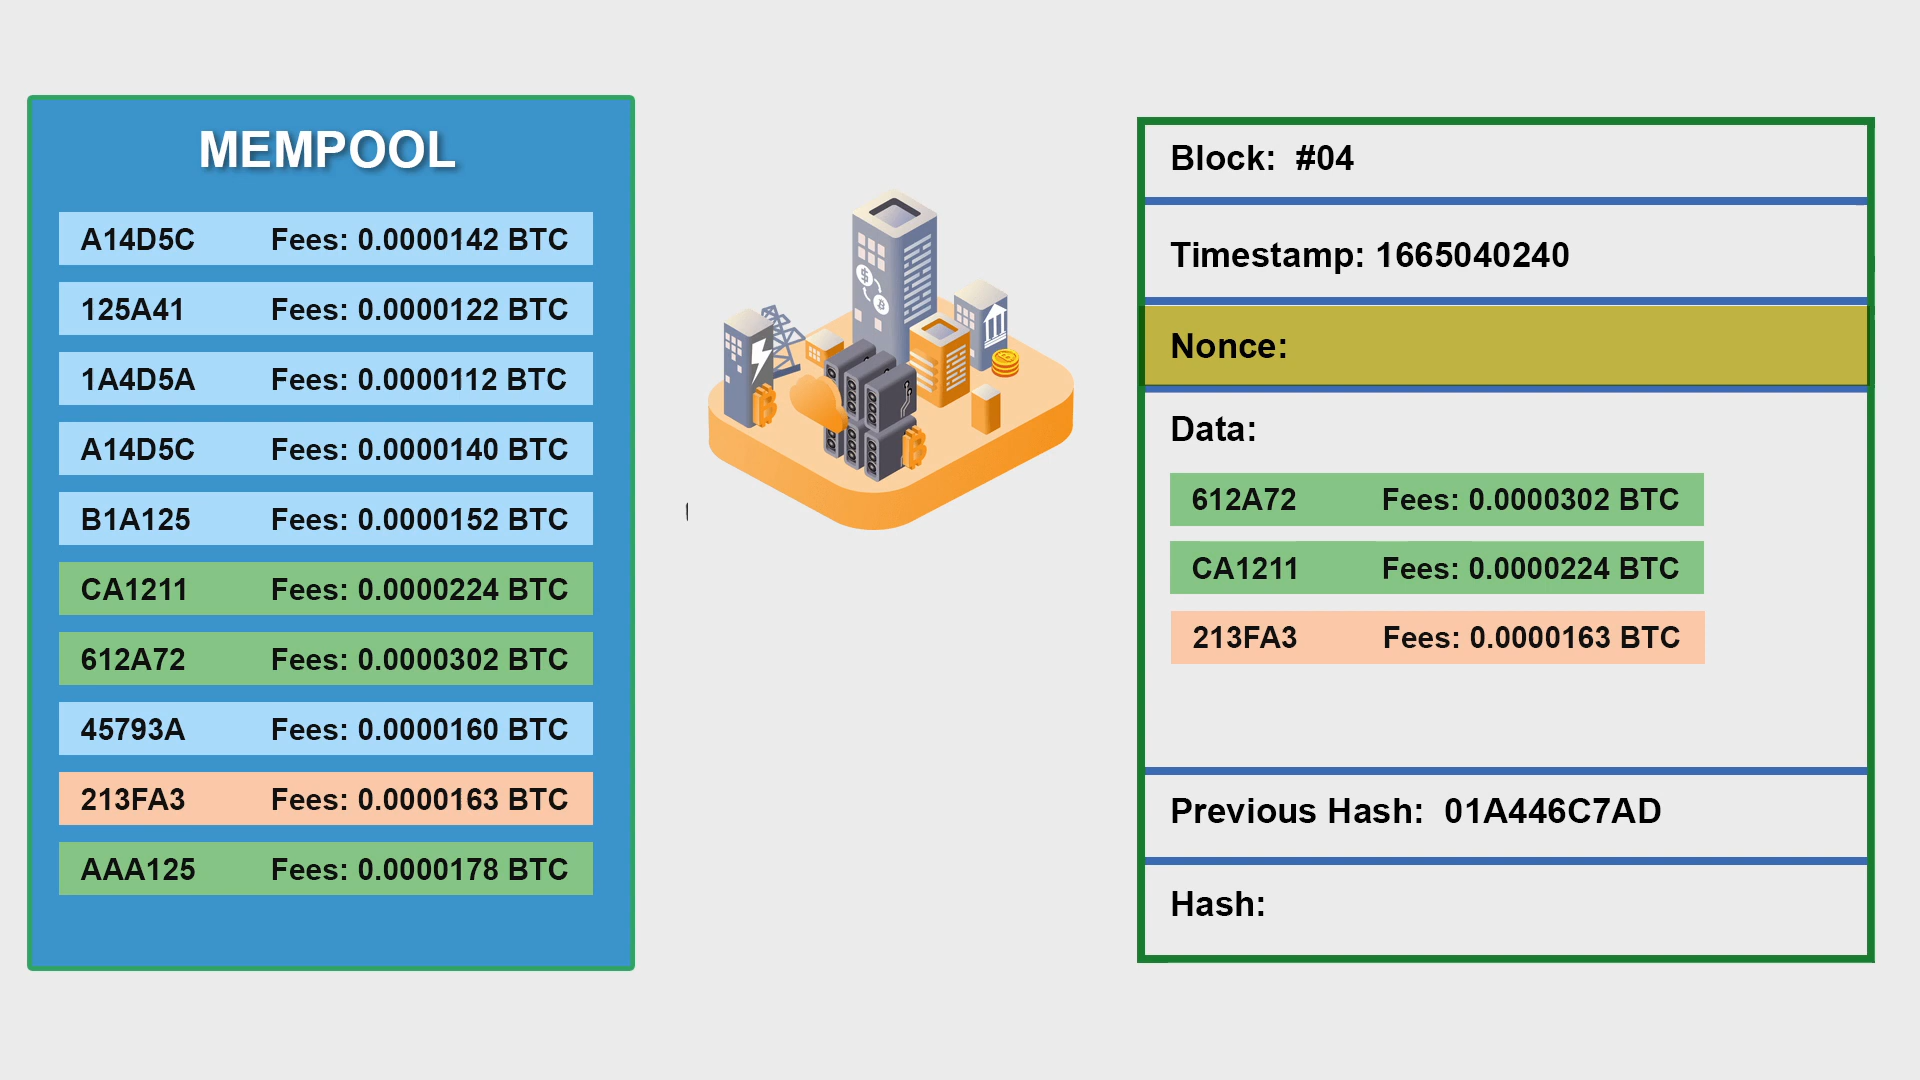 MEMPOOL
A14D5C Fees: 0.0000142 BTC
125A41 Fees: 0.0000122 BTC
1A4D5A Fees: 0.0000112 BTC
A14D5C Fees: 0.0000140 BTC
B1A125 Fees: 0.0000152 BTC
CA1211 Fees: 0.0000224 BTC
612A72 Fees: 0.0000302 BTC
45793A Fees: 0.0000160 BTC
213FA3 Fees: 0.0000163 BTC
AAA125 Fees: 0.0000178 BTC
Block: #04
Timestamp: 1665040240
Nonce:
Data:
612A72 Fees: 0.0000302 BTC
CA1211 Fees: 0.0000224 BTC
213FA3 Fees: 0.0000163 BTC
Previous Hash: 01A446C7AD
Hash: